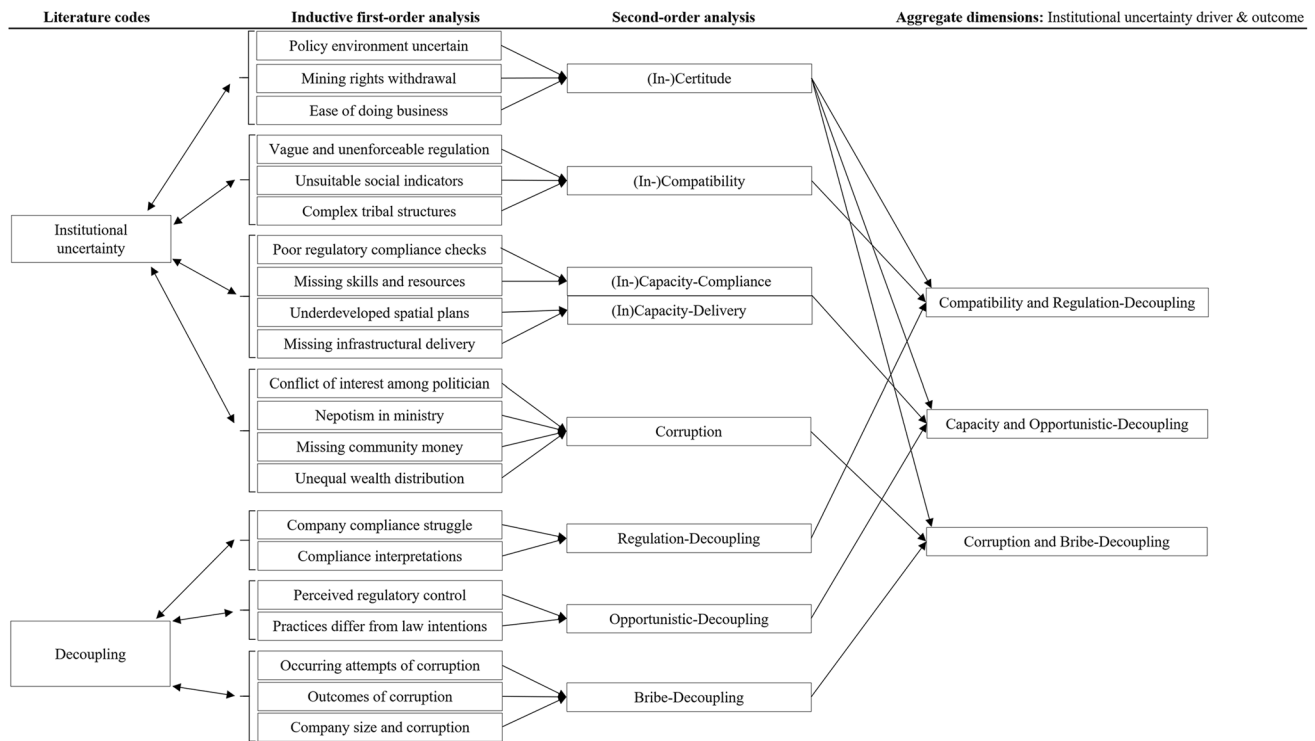 Literature codes
Inductive first-order analysis
Second-order analysis
Aggregate dimensions: Institutional uncertainty driver & outcome
Policy environment uncertain
Mining rights withdrawal
Ease of doing business
(In-)Certitude
Vague and unenforceable regulation
Unsuitable social indicators
Complex tribal structures
(In-)Compatibility
Institutional
uncertainty
Poor regulatory compliance checks
Missing skills and resources
Underdeveloped spatial plans
Missing infrastructural delivery
(In-)Capacity-Compliance
(In)Capacity-Delivery
Compatibility and Regulation-Decoupling
Conflict of interest among politician
Nepotism in ministry
Missing community money
Unequal wealth distribution
Corruption
Capacity and Opportunistic-Decoupling
Company compliance struggle
Compliance interpretations
Regulation-Decoupling
Corruption and Bribe-Decoupling
Decoupling
Perceived regulatory control
Practices differ from law intentions
Opportunistic-Decoupling
Occurring attempts of corruption
Outcomes of corruption
Company size and corruption
Bribe-Decoupling